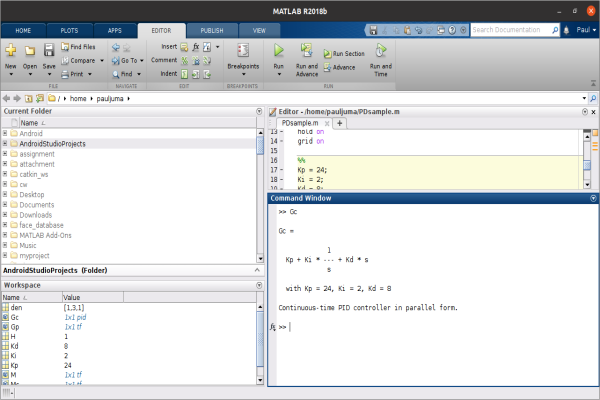 MATLAB R2018b
HOME PLOTS APPS EDITOR PUBLISH VIEW Search Documentation Paul
New Open Save Find Files Compare Print
Go To Find
Insert Comment Indent
Breakpoints
Run Run and Advance Run Section Advance Run and Time
FILE NAVIGATE EDIT BREAKPOINTS RUN
/ home pauljuma
Current Folder
Name
Android
AndroidStudioProjects
assignment
attachment
catkin_ws
cw
Desktop
Documents
Downloads
face_database
MATLAB Add-Ons
Music
myproject
AndroidStudioProjects (Folder)
Workspace
Name Value
den [1,3,1]
Gc 1x1 pid
Gp 1x1 tf
H 1
Kd 8
Ki 2
Kp 24
M 1x1 tf
Mc 1x1 tf
Editor - /home/pauljuma/PDsample.m
PDsample.m
13 - hold on
14 - grid on
15
16 %%
17 - Kp = 24;
18 - Ki = 2;
19 - Kd = 8;
Command Window
>> Gc
Gc =
1
Kp + Ki * --- + Kd * s
s
with Kp = 24, Ki = 2, Kd = 8
Continuous-time PID controller in parallel form.
fx >>